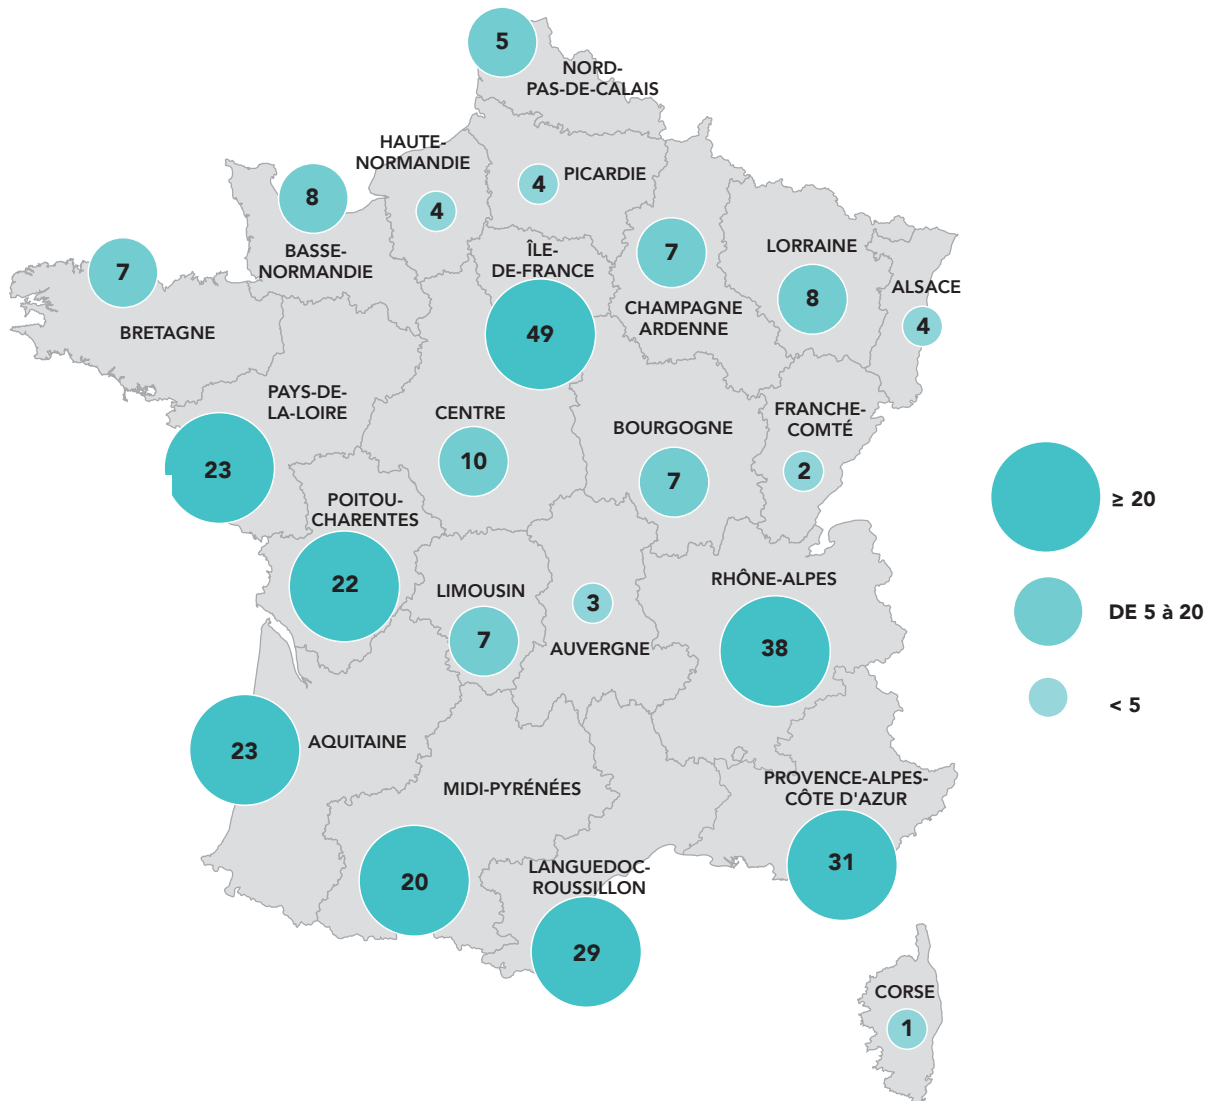 5
NORD-
PAS-DE-CALAIS
HAUTE-
NORMANDIE
4
4
PICARDIE
8
BASSE-
NORMANDIE
7
BRETAGNE
ÎLE-
DE-FRANCE
49
7
CHAMPAGNE
ARDENNE
LORRAINE
8
ALSACE
4
PAYS-DE-
LA-LOIRE
23
CENTRE
10
BOURGOGNE
7
FRANCHE-
COMTÉ
2
POITOU-
CHARENTES
22
LIMOUSIN
7
3
AUVERGNE
RHÔNE-ALPES
38
23
AQUITAINE
MIDI-PYRÉNÉES
20
LANGUEDOC-
ROUSSILLON
29
PROVENCE-ALPES-
CÔTE D'AZUR
31
CORSE
1
≥ 20
DE 5 à 20
< 5